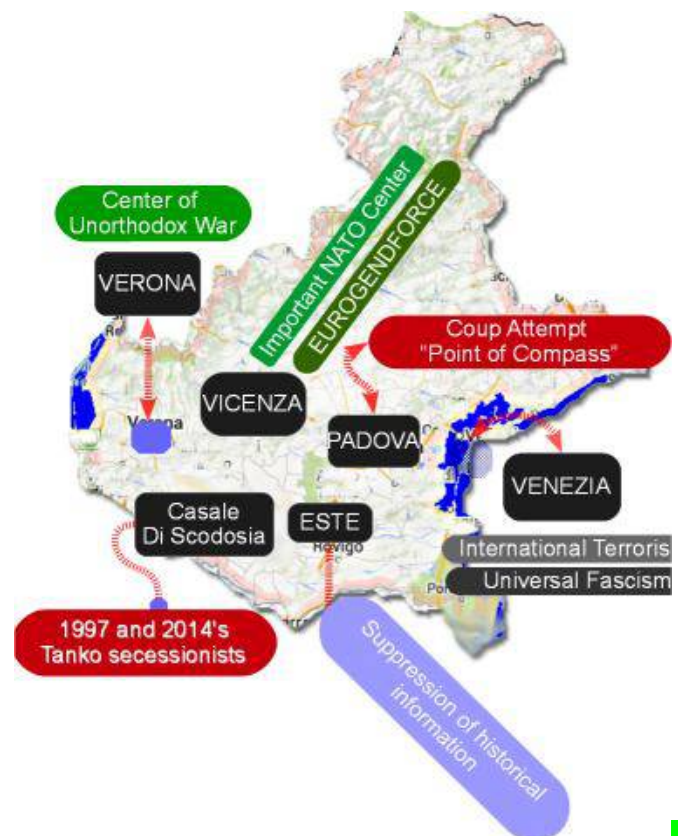 Center of
Unorthodox War
VERONA
Important NATO Center
EUROGENDFORCE
Coup Attempt
"Point of Compass"
VICENZA
PADOVA
VENEZIA
Casale
Di Scodosia
ESTE
Rovigo
International Terroris
Universal Fascism
1997 and 2014's
Tanko secessionists
Suppression of historical
information